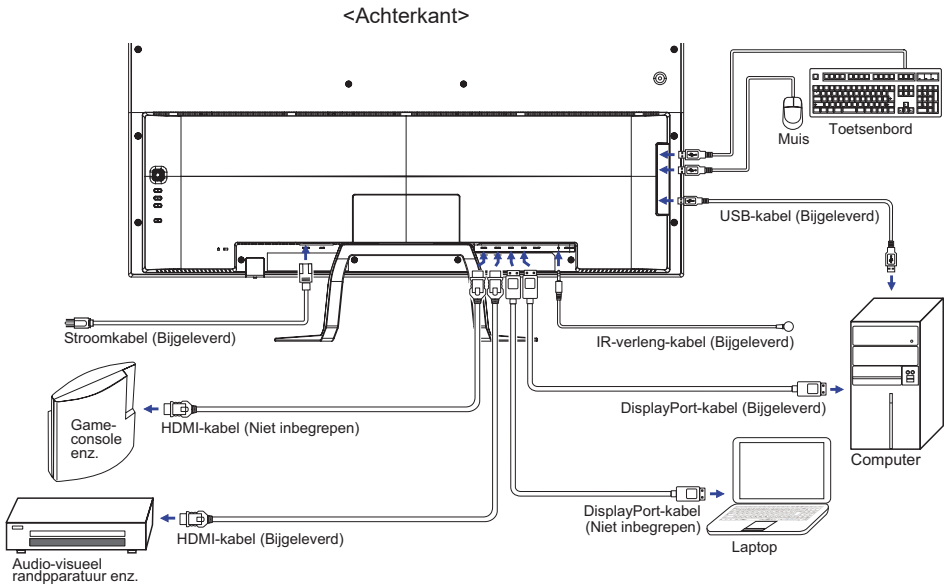 <Achterkant>
Muis
Toetsenbord
USB-kabel (Bijgeleverd)
Stroomkabel (Bijgeleverd)
IR-verleng-kabel (Bijgeleverd)
Game-
console
enz.
HDMI-kabel (Niet inbegrepen)
DisplayPort-kabel (Bijgeleverd)
Computer
DisplayPort-kabel
(Niet inbegrepen)
Laptop
HDMI-kabel (Bijgeleverd)
Audio-visueel
randpparatuur enz.